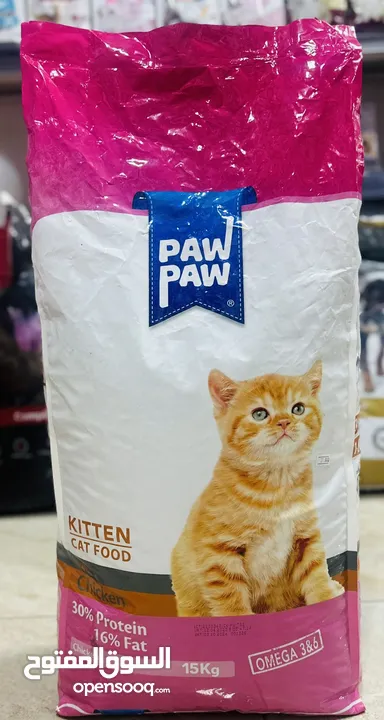 PAW
PAW
®
KITTEN
CAT FOOD
Chicken
30% Protein
16% Fat
15Kg
OMEGA 3&6
السوق المفتوح
opensooq.com